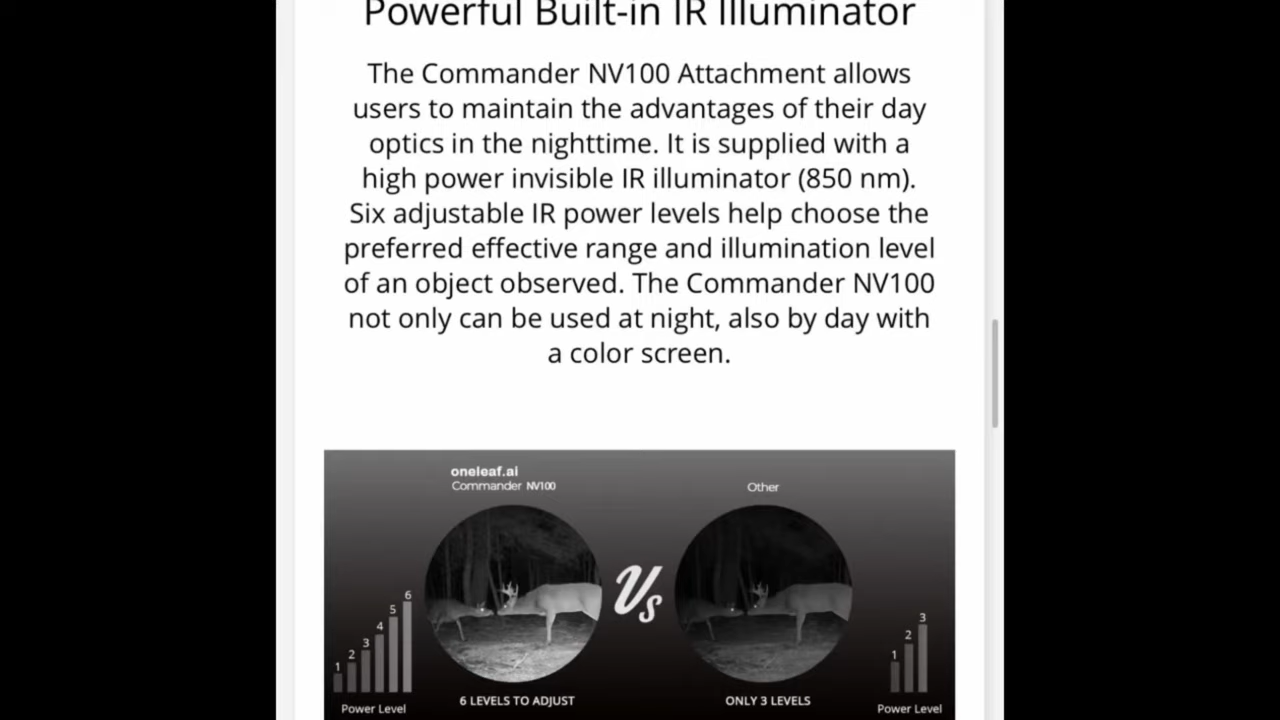 Powerful Built-in IR Illuminator
The Commander NV100 Attachment allows
users to maintain the advantages of their day
optics in the nighttime. It is supplied with a
high power invisible IR illuminator (850 nm).
Six adjustable IR power levels help choose the
preferred effective range and illumination level
of an object observed. The Commander NV100
not only can be used at night, also by day with
a color screen.
oneleaf.ai
Commander NV100
Other
Vs
1
2
3
4
5
6
Power Level
6 LEVELS TO ADJUST
ONLY 3 LEVELS
1
2
3
Power Level